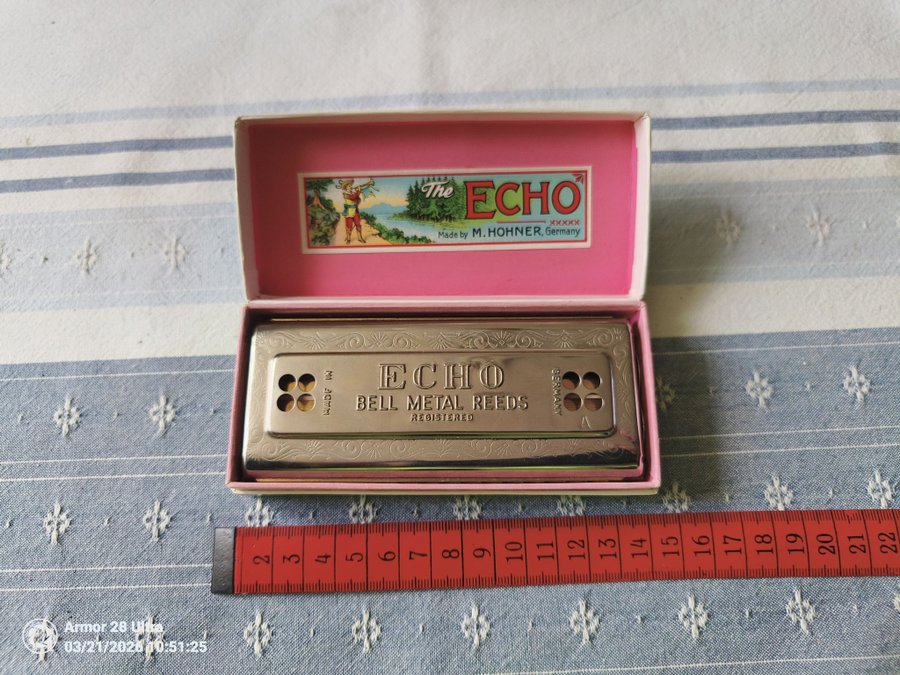 The ECHO
Made by M. HOHNER, Germany
ECHO
MADE IN
GERMANY
BELL METAL REEDS
REGISTERED
2 3 4 5 6 7 8 9 10 11 12 13 14 15 16 17 18 19 20 21 22
Armor 28 Ultra
03/21/2026 10:51:25